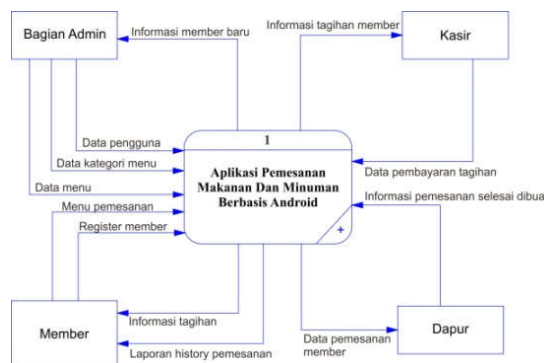 Bagian Admin
Informasi member baru
Informasi tagihan member
Kasir
1
Aplikasi Pemesanan
Makanan Dan Minuman
Berbasis Android
+
Data pengguna
Data kategori menu
Data menu
Menu pemesanan
Register member
Data pembayaran tagihan
Informasi pemesanan selesai dibua
Member
Informasi tagihan
Laporan history pemesanan
Data pemesanan
member
Dapur